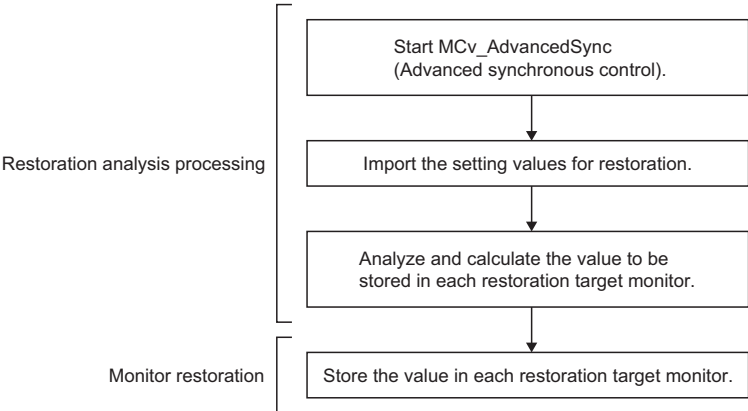 Start MCv_AdvancedSync
(Advanced synchronous control).
Restoration analysis processing
Import the setting values for restoration.
Analyze and calculate the value to be
stored in each restoration target monitor.
Monitor restoration
Store the value in each restoration target monitor.